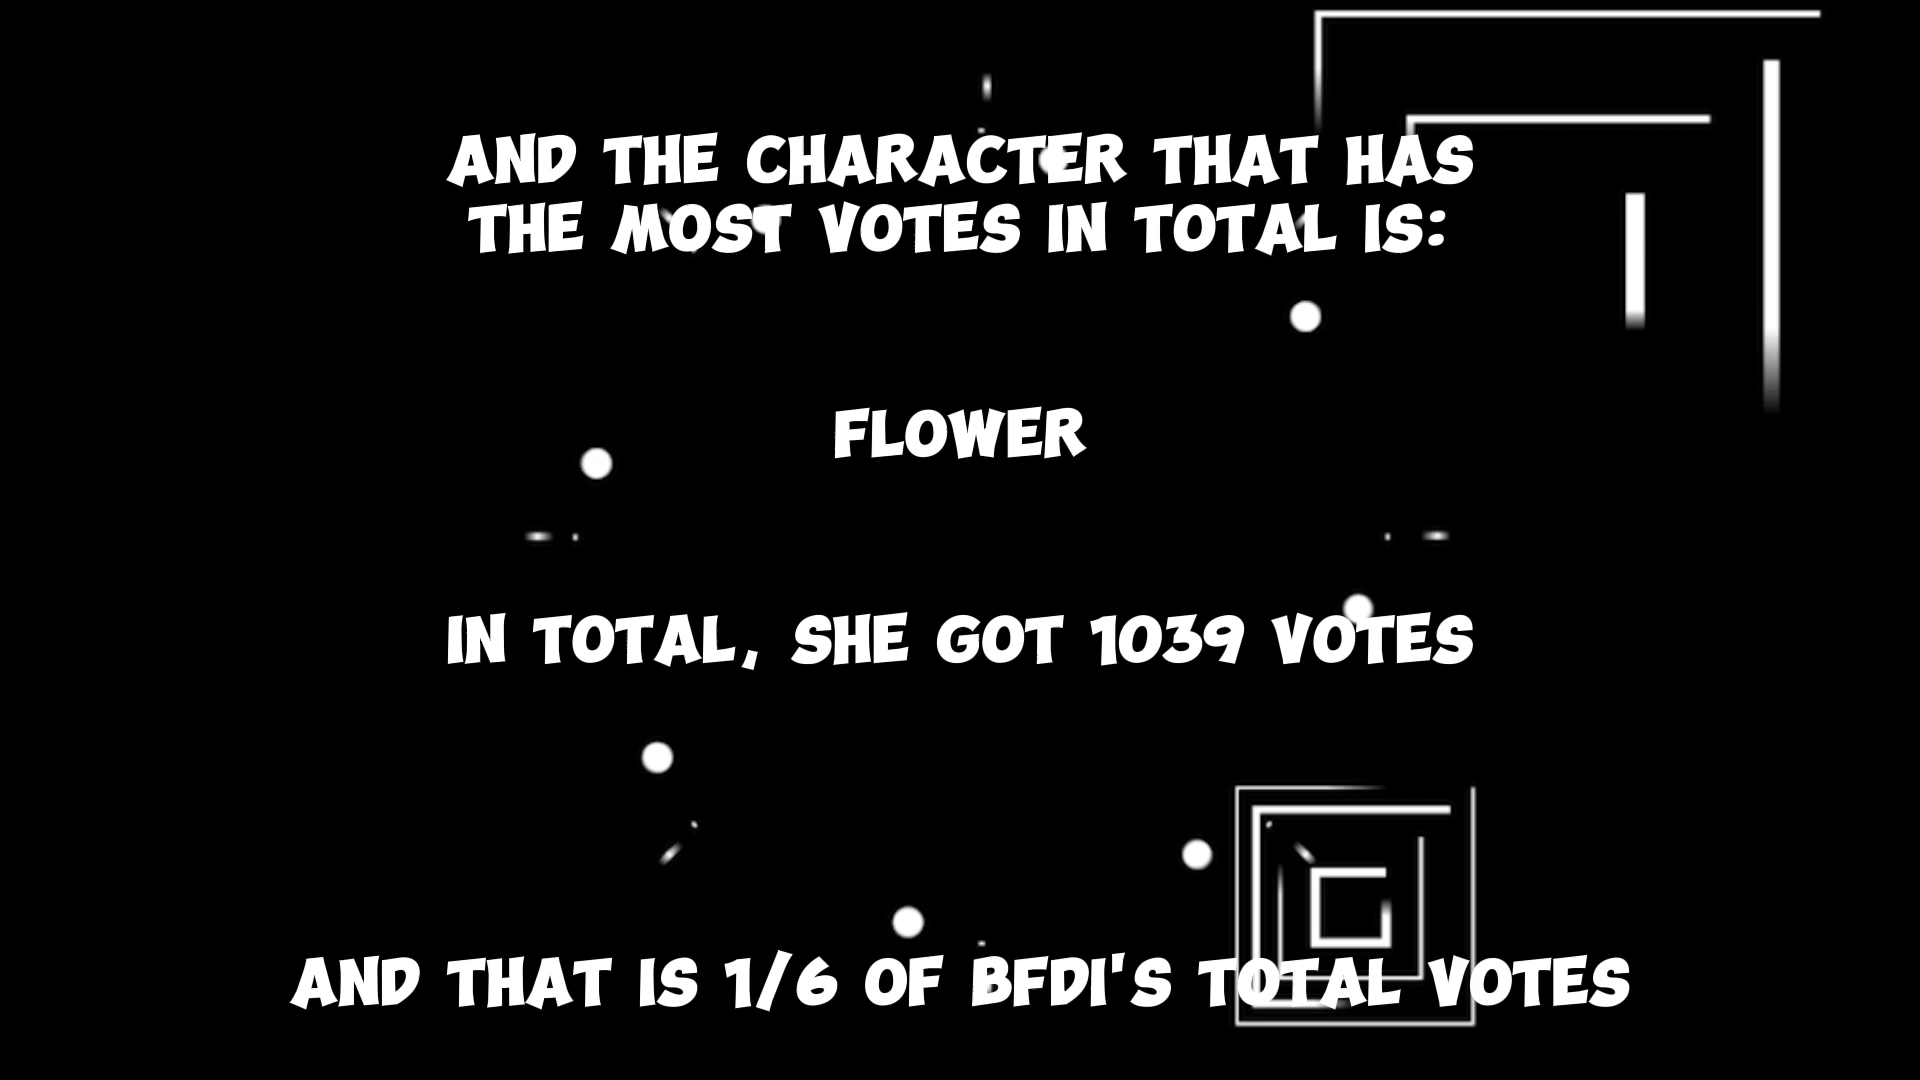 AND THE CHARACTER THAT HAS
THE MOST VOTES IN TOTAL IS:
FLOWER
IN TOTAL, SHE GOT 1039 VOTES
AND THAT IS 1/6 OF BFDI'S TOTAL VOTES